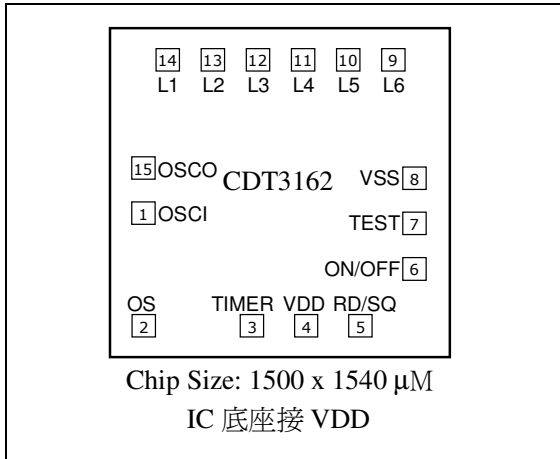 14 13 12 11 10 9
L1 L2 L3 L4 L5 L6
15 OSCO CDT3162 VSS 8
1 OSCI TEST 7
ON/OFF 6
OS TIMER VDD RD/SQ
2 3 4 5
Chip Size: 1500 x 1540 μM
IC 底座接 VDD